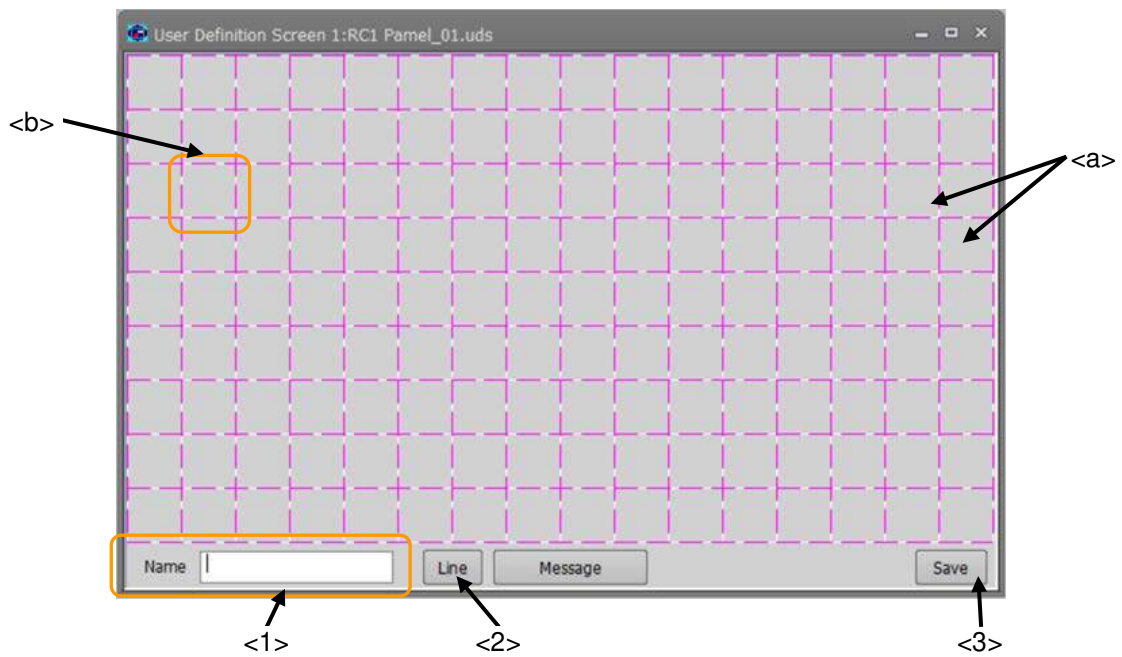 User Definition Screen 1:RC1 Pamel_01.uds
<b>
<a>
Name
Line
Message
Save
<1>
<2>
<3>